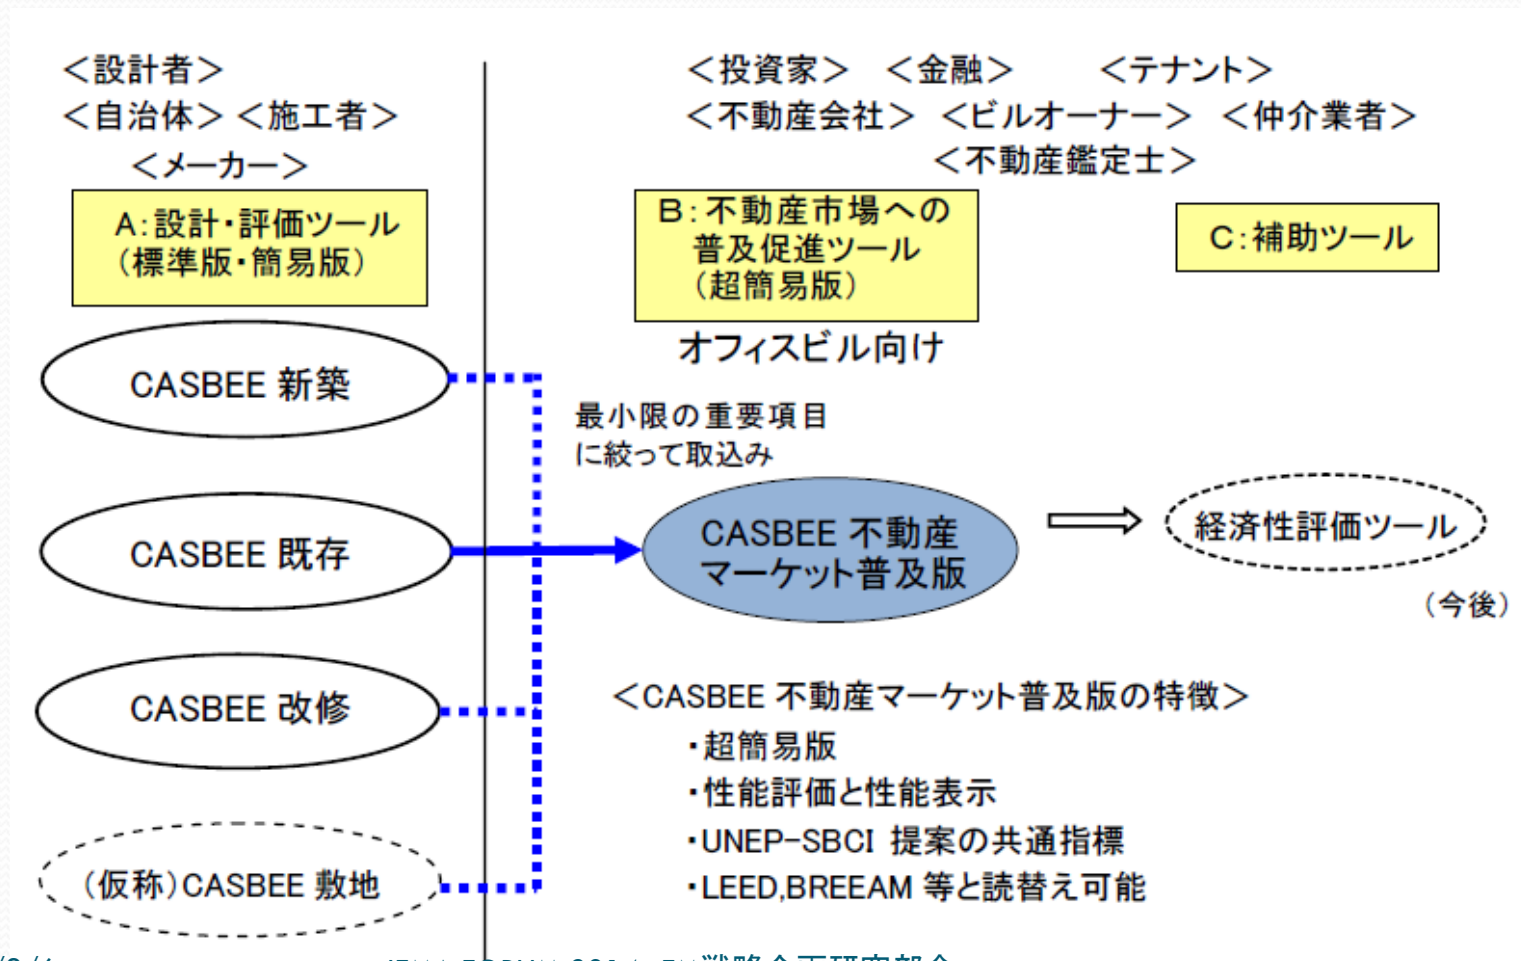 ＜設計者＞
＜自治体＞ ＜施工者＞
＜メーカー＞
A：設計・評価ツール
（標準版・簡易版）
CASBEE 新築
CASBEE 既存
CASBEE 改修
（仮称）CASBEE 敷地
＜投資家＞ ＜金融＞ ＜テナント＞
＜不動産会社＞ ＜ビルオーナー＞ ＜仲介業者＞
＜不動産鑑定士＞
B：不動産市場への
普及促進ツール
（超簡易版）
オフィスビル向け
C：補助ツール
最小限の重要項目
に絞って取込み
CASBEE 不動産
マーケット普及版
経済性評価ツール
（今後）
＜CASBEE 不動産マーケット普及版の特徴＞
・超簡易版
・性能評価と性能表示
・UNEP-SBCI 提案の共通指標
・LEED,BREEAM 等と読替え可能